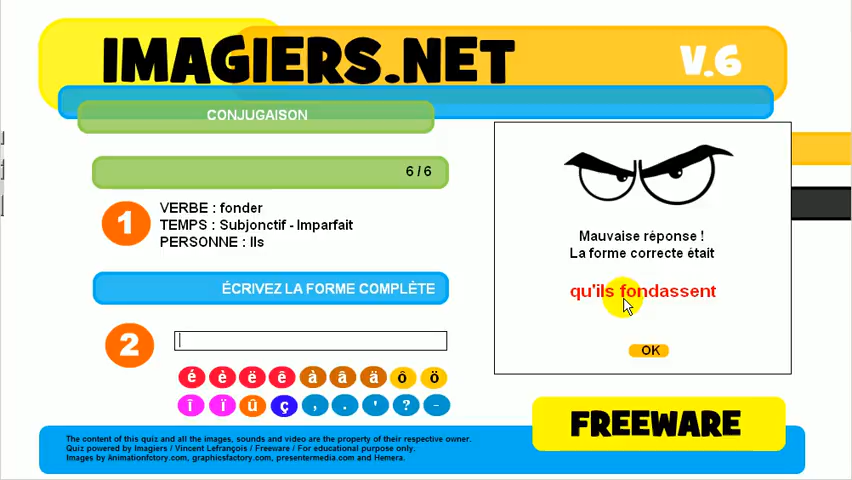 IMAGIERS.NET
V.6
CONJUGAISON
6 / 6
1
VERBE : fonder
TEMPS : Subjonctif - Imparfait
PERSONNE : Ils
ÉCRIVEZ LA FORME COMPLÈTE
2
é è ë ê à â ä ô ö
î ï û ç , . ' ? -
Mauvaise réponse !
La forme correcte était
qu'ils fondassent
OK
FREEWARE
The content of this quiz and all the images, sounds and video are the property of their respective owner.
Quiz powered by Imagiers / Vincent Lefrançois / Freeware / For educational purpose only.
Images by Animationfctory.com, graphicsfactory.com, presentermedia.com and Hemera.